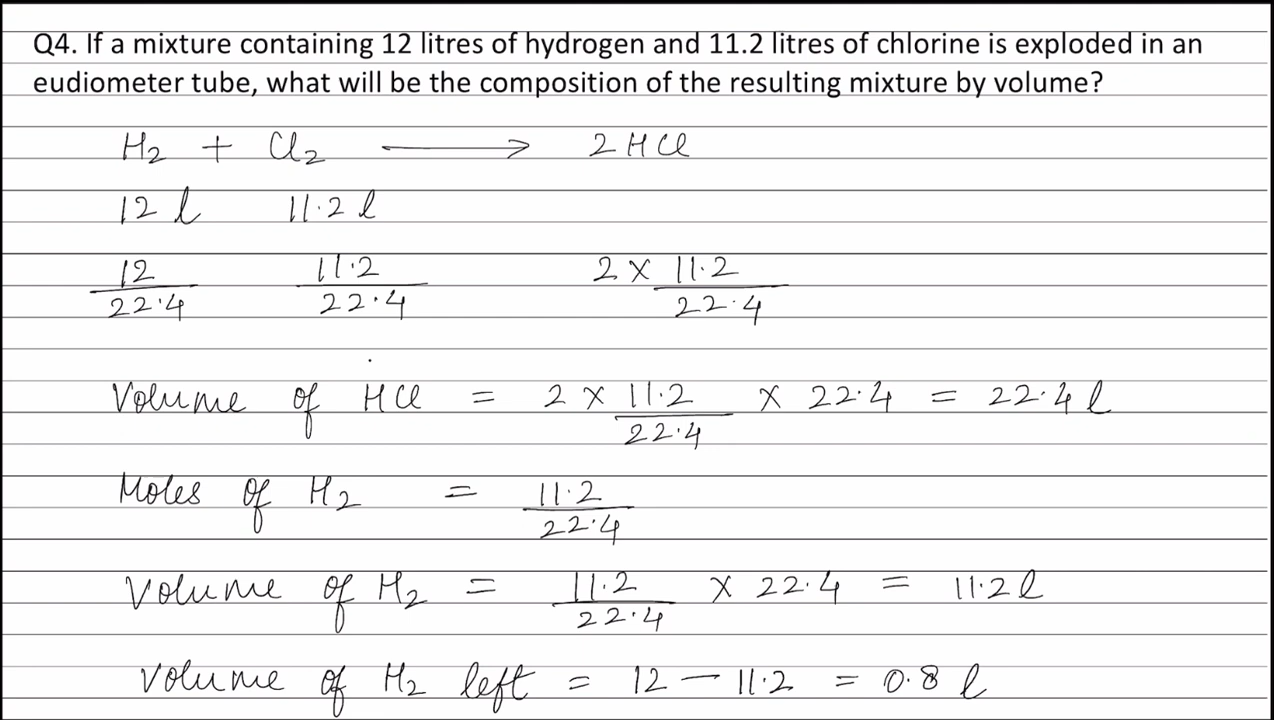 Q4. If a mixture containing 12 litres of hydrogen and 11.2 litres of chlorine is exploded in an
eudiometer tube, what will be the composition of the resulting mixture by volume?
H2 + Cl2 ⟶ 2HCl
12 l 11.2 l
12/22.4 11.2/22.4 2 × 11.2/22.4
Volume of HCl = 2 × 11.2/22.4 × 22.4 = 22.4 l
Moles of H2 = 11.2/22.4
Volume of H2 = 11.2/22.4 × 22.4 = 11.2 l
Volume of H2 left = 12 – 11.2 = 0.8 l